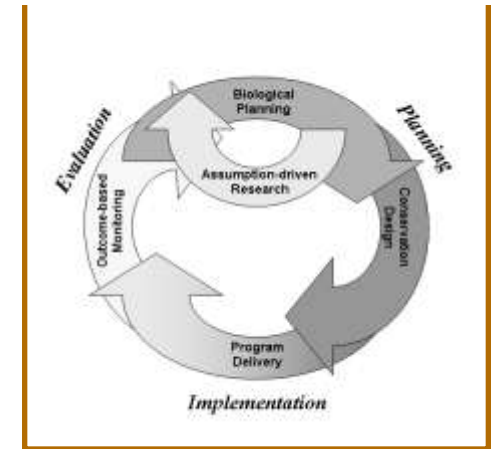 Biological
Planning
Planning
Evaluation
Assumption-driven
Research
Conservation
Design
Outcome-based
Monitoring
Program
Delivery
Implementation